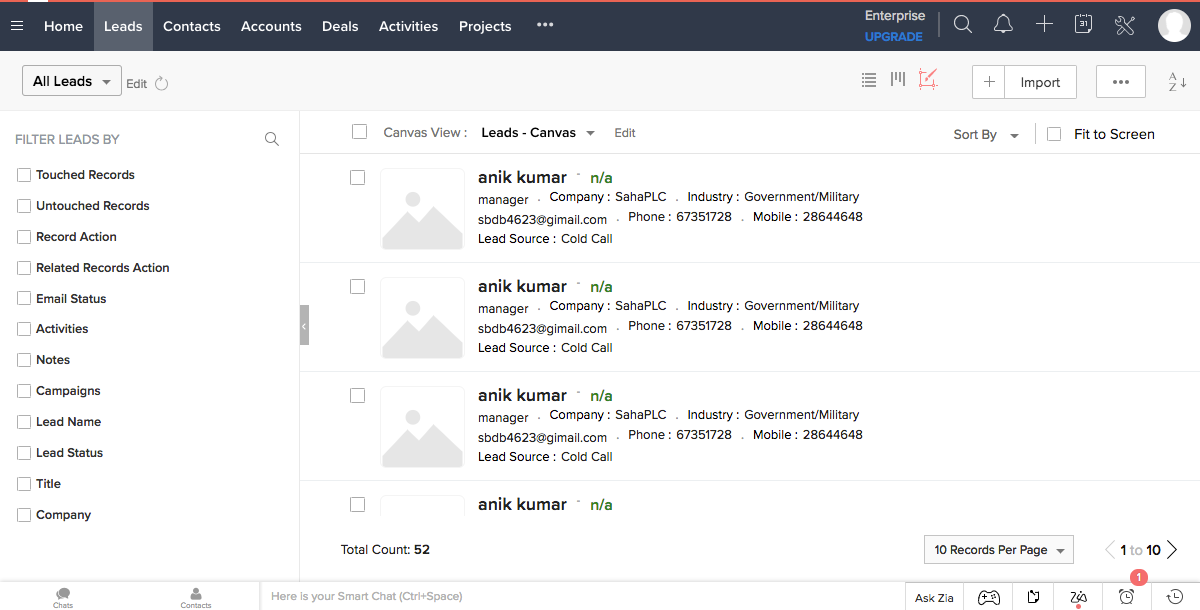 Home Leads Contacts Accounts Deals Activities Projects ••• Enterprise
UPGRADE
31
All Leads Edit Import ••• A
Z
FILTER LEADS BY
Touched Records
Untouched Records
Record Action
Related Records Action
Email Status
Activities
Notes
Campaigns
Lead Name
Lead Status
Title
Company
Canvas View : Leads - Canvas Edit Sort By Fit to Screen
anik kumar - n/a
manager . Company : SahaPLC . Industry : Government/Military
sbdb4623@gimail.com . Phone : 67351728 . Mobile : 28644648
Lead Source : Cold Call
anik kumar - n/a
manager . Company : SahaPLC . Industry : Government/Military
sbdb4623@gimail.com . Phone : 67351728 . Mobile : 28644648
Lead Source : Cold Call
anik kumar - n/a
manager . Company : SahaPLC . Industry : Government/Military
sbdb4623@gimail.com . Phone : 67351728 . Mobile : 28644648
Lead Source : Cold Call
anik kumar - n/a
Total Count: 52 10 Records Per Page 1 to 10
1
Chats Contacts Here is your Smart Chat (Ctrl+Space) Ask Zia